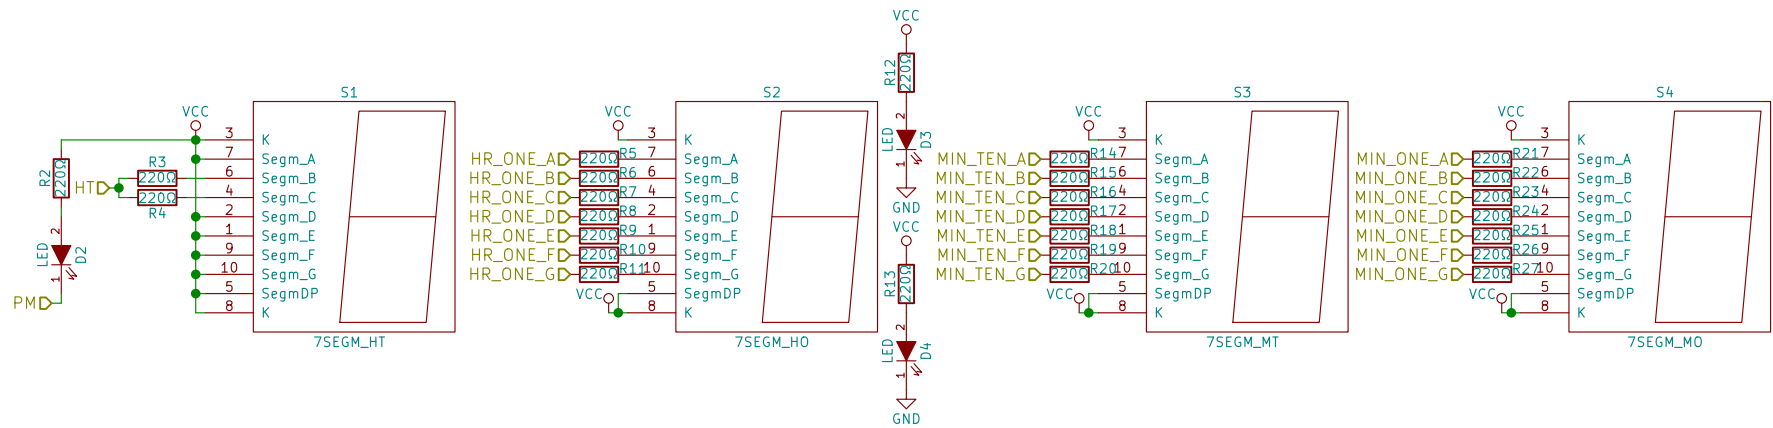 VCC
S1
VCC
3 K
7 Segm_A
6 Segm_B
4 Segm_C
2 Segm_D
1 Segm_E
9 Segm_F
10 Segm_G
5 SegmDP
8 K
7SEGM_HT
R2
220Ω
HT
R3
220Ω
220Ω
R4
LED
2
1
D2
PM
S2
VCC
3 K
HR_ONE_A 220Ω R5 7 Segm_A
HR_ONE_B 220Ω R6 6 Segm_B
HR_ONE_C 220Ω R7 4 Segm_C
HR_ONE_D 220Ω R8 2 Segm_D
HR_ONE_E 220Ω R9 1 Segm_E
HR_ONE_F 220Ω R10 9 Segm_F
HR_ONE_G 220Ω R11 10 Segm_G
VCC 5 SegmDP
8 K
7SEGM_HO
R12
220Ω
LED
2
1
D3
GND
VCC
R13
220Ω
LED
2
1
D4
GND
S3
VCC
3 K
MIN_TEN_A 220Ω R14 7 Segm_A
MIN_TEN_B 220Ω R15 6 Segm_B
MIN_TEN_C 220Ω R16 4 Segm_C
MIN_TEN_D 220Ω R17 2 Segm_D
MIN_TEN_E 220Ω R18 1 Segm_E
MIN_TEN_F 220Ω R19 9 Segm_F
MIN_TEN_G 220Ω R20 10 Segm_G
VCC 5 SegmDP
8 K
7SEGM_MT
S4
VCC
3 K
MIN_ONE_A 220Ω R21 7 Segm_A
MIN_ONE_B 220Ω R22 6 Segm_B
MIN_ONE_C 220Ω R23 4 Segm_C
MIN_ONE_D 220Ω R24 2 Segm_D
MIN_ONE_E 220Ω R25 1 Segm_E
MIN_ONE_F 220Ω R26 9 Segm_F
MIN_ONE_G 220Ω R27 10 Segm_G
VCC 5 SegmDP
8 K
7SEGM_MO